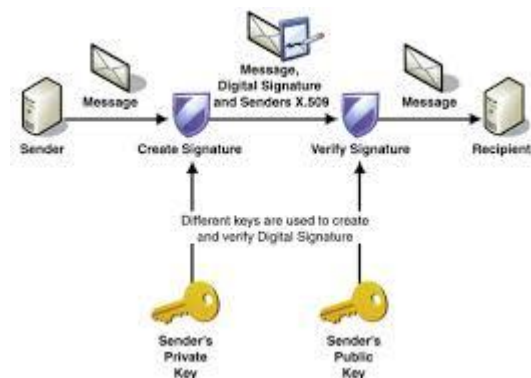 Message
Message,
Digital Signature
and Senders X.509
Message
Sender
Create Signature
Verify Signature
Recipient
Different keys are used to create
and verify Digital Signature
Sender's
Private
Key
Sender's
Public
Key